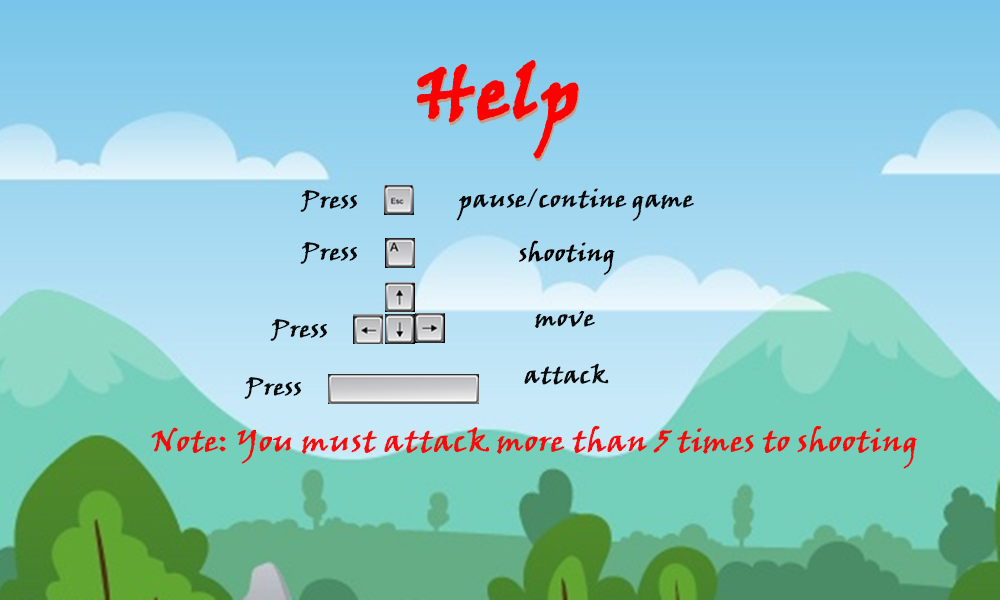 Help
Press Esc pause/contine game
Press A shooting
↑
Press ← ↓ → move
Press attack
Note: You must attack more than 5 times to shooting